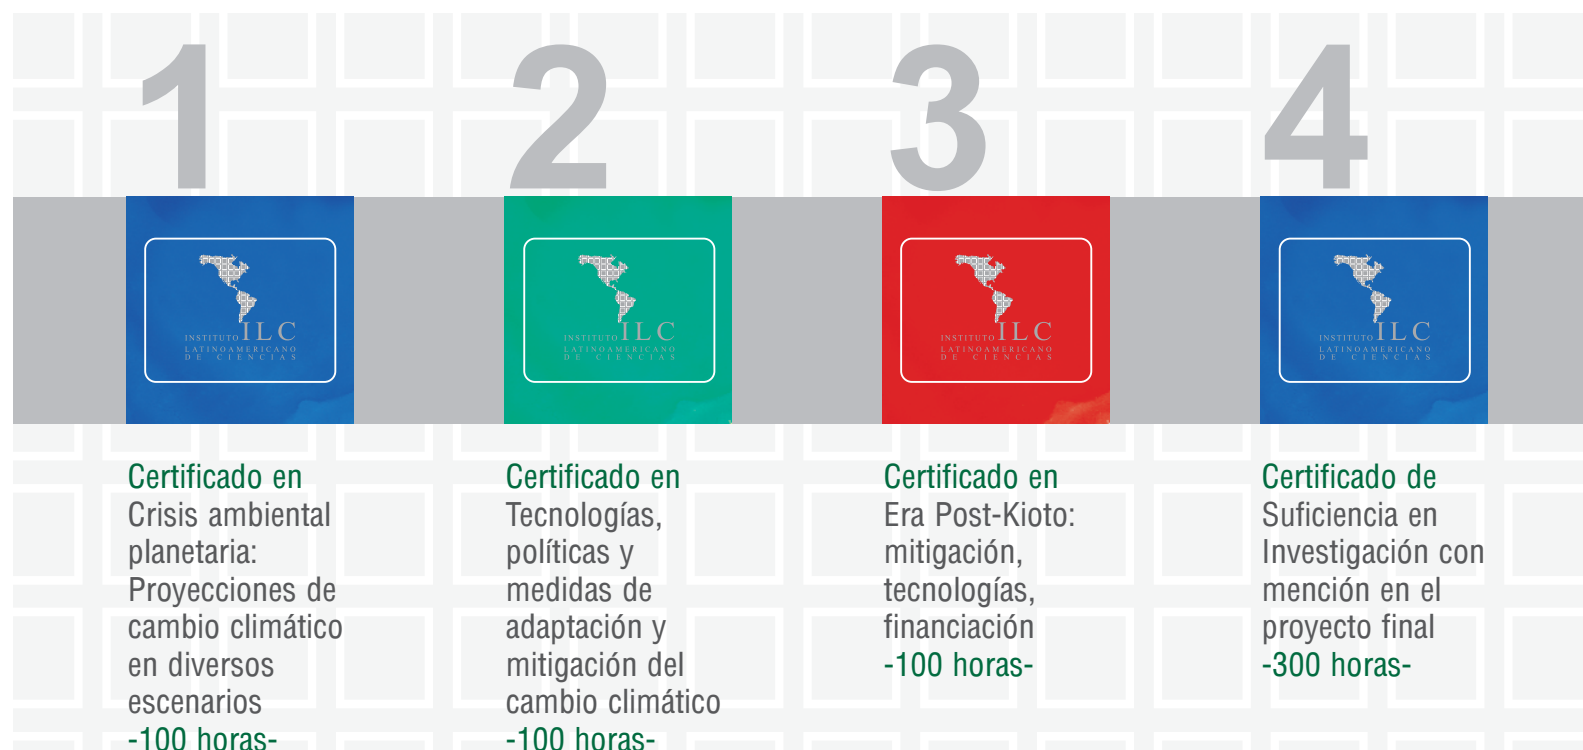 1
2
3
4
INSTITUTO ILC
LATINOAMERICANO
DE CIENCIAS
INSTITUTO ILC
LATINOAMERICANO
DE CIENCIAS
INSTITUTO ILC
LATINOAMERICANO
DE CIENCIAS
INSTITUTO ILC
LATINOAMERICANO
DE CIENCIAS
Certificado en
Crisis ambiental
planetaria:
Proyecciones de
cambio climático
en diversos
escenarios
-100 horas-
Certificado en
Tecnologías,
políticas y
medidas de
adaptación y
mitigación del
cambio climático
-100 horas-
Certificado en
Era Post-Kioto:
mitigación,
tecnologías,
financiación
-100 horas-
Certificado de
Suficiencia en
Investigación con
mención en el
proyecto final
-300 horas-